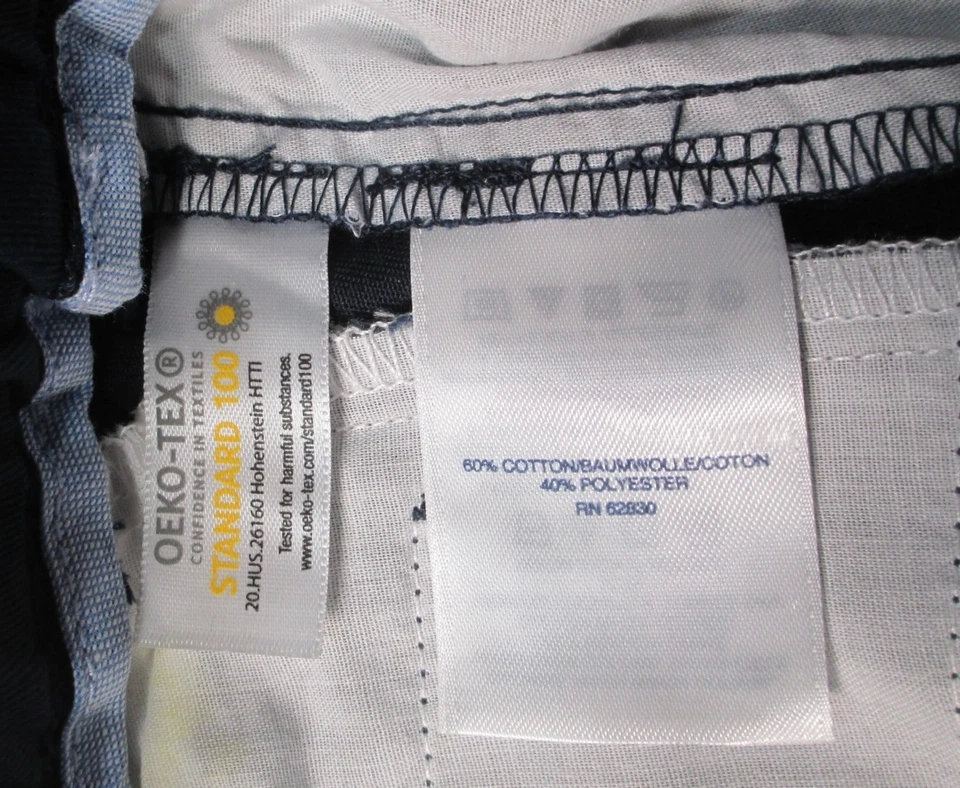 OEKO-TEX®
CONFIDENCE IN TEXTILES
STANDARD 100
20.HUS.26160 Hohenstein HTTI
Tested for harmful substances.
www.oeko-tex.com/standard100
60% COTTON/BAUMWOLLE/COTON
40% POLYESTER
RN 62830